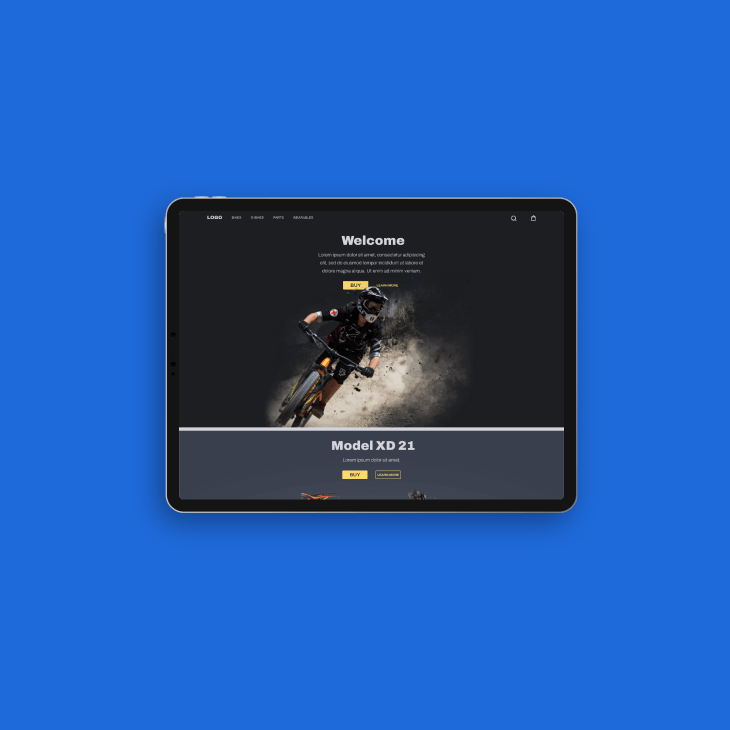 LOGO BIKES E-BIKES PARTS WEARABLES
Welcome
Lorem ipsum dolor sit amet, consectetur adipiscing
elit, sed do eiusmod tempor incididunt ut labore et
dolore magna aliqua. Ut enim ad minim veniam.
BUY LEARN MORE
Model XD 21
Lorem ipsum dolor sit amet.
BUY LEARN MORE